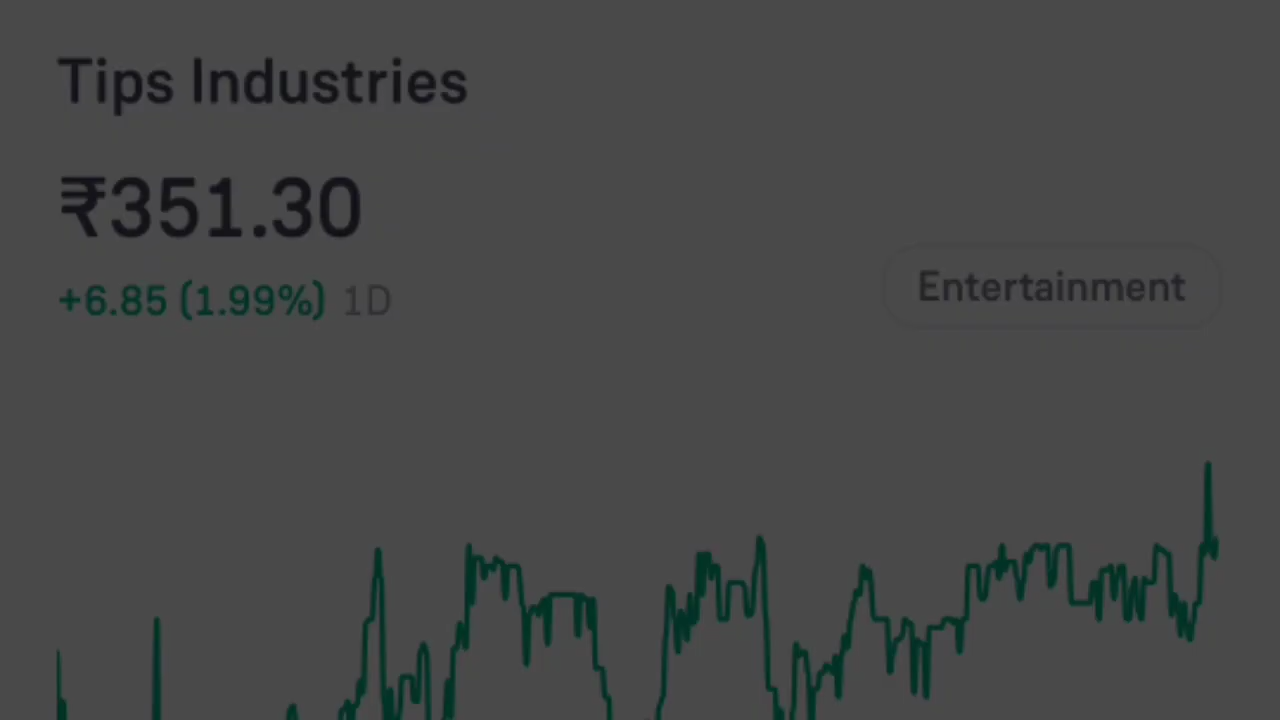 Tips Industries
₹351.30
+6.85 (1.99%) 1D
Entertainment